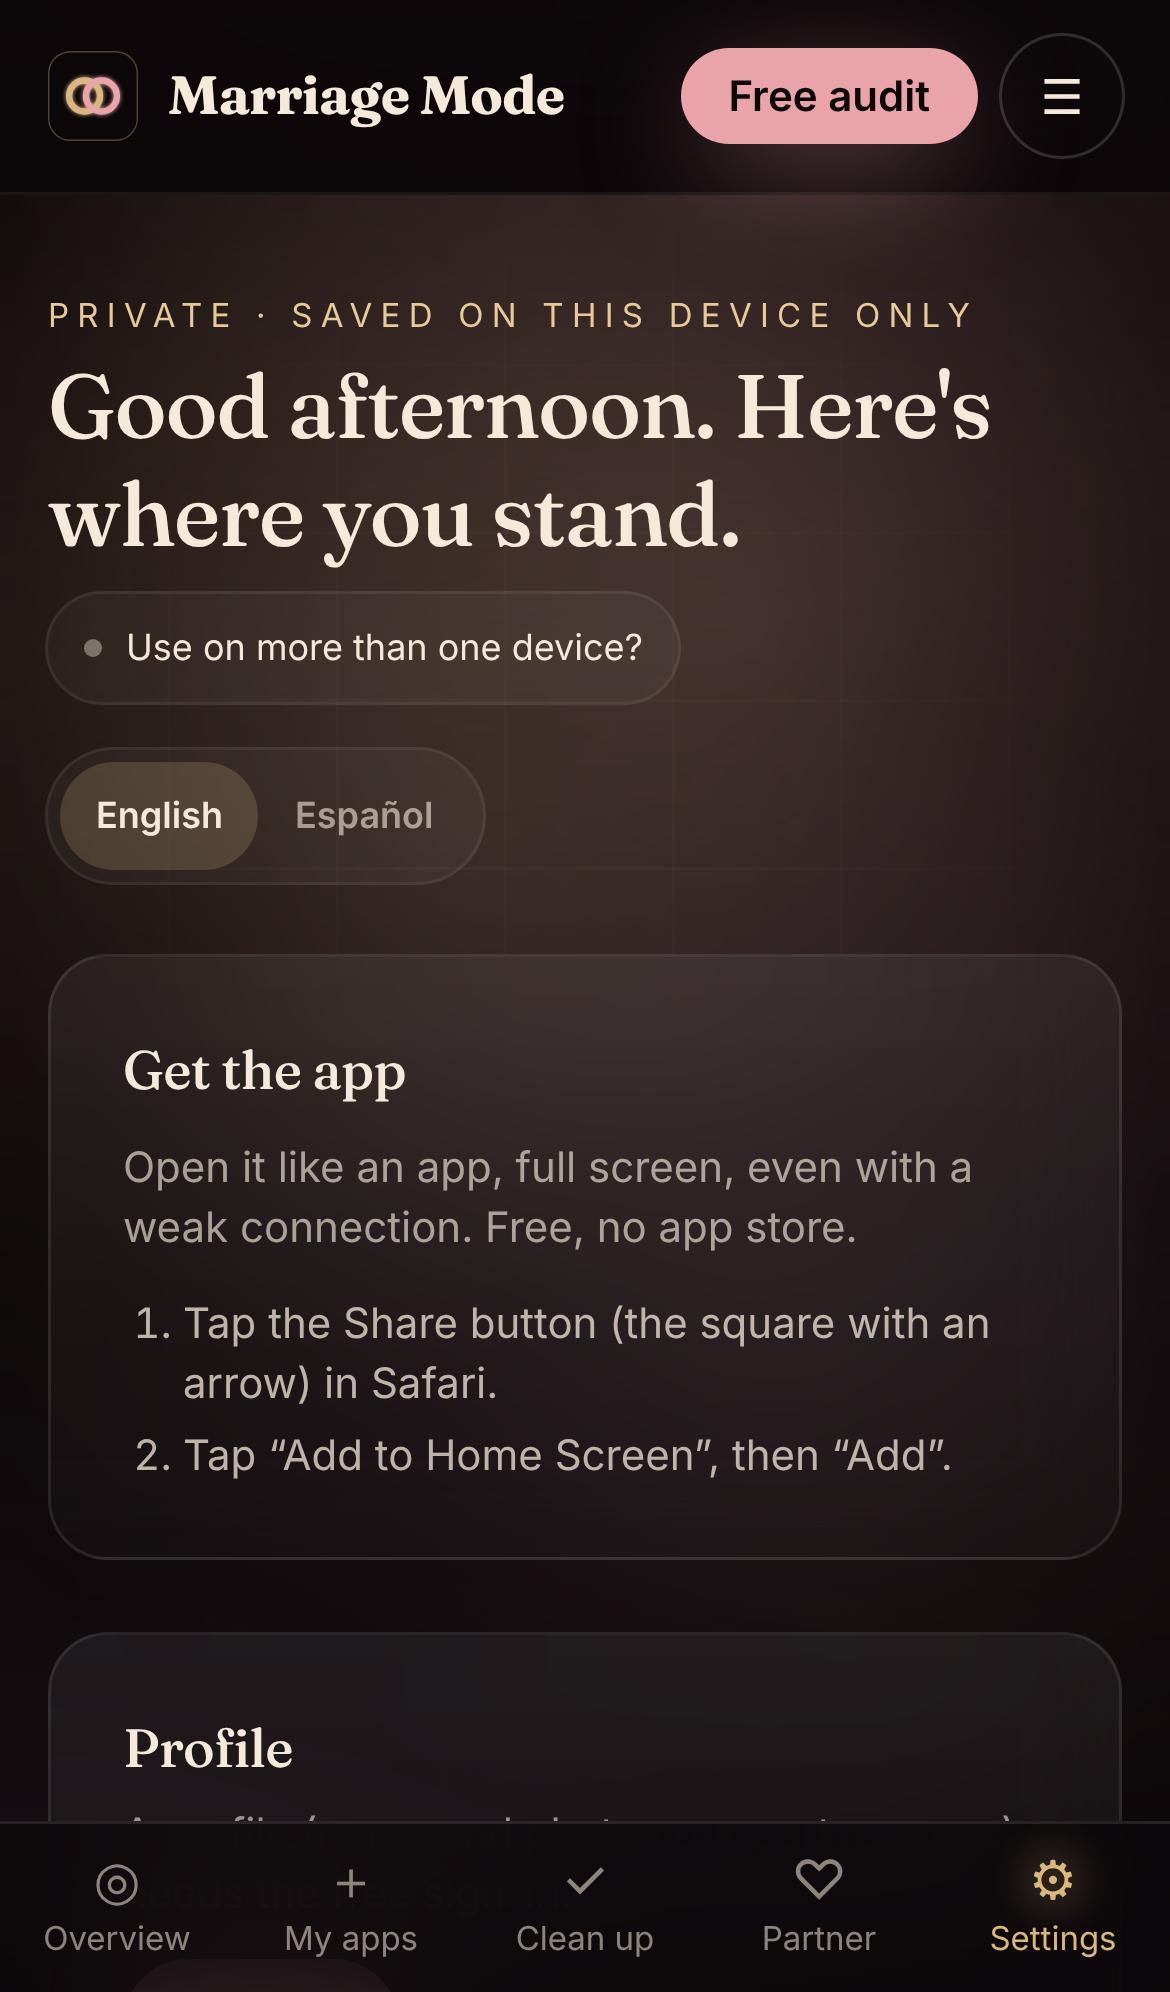 Marriage Mode
Free audit
PRIVATE · SAVED ON THIS DEVICE ONLY
Good afternoon. Here's
where you stand.
Use on more than one device?
English
Español
Get the app
Open it like an app, full screen, even with a
weak connection. Free, no app store.
1. Tap the Share button (the square with an
arrow) in Safari.
2. Tap “Add to Home Screen”, then “Add”.
Profile
Overview
My apps
Clean up
Partner
Settings